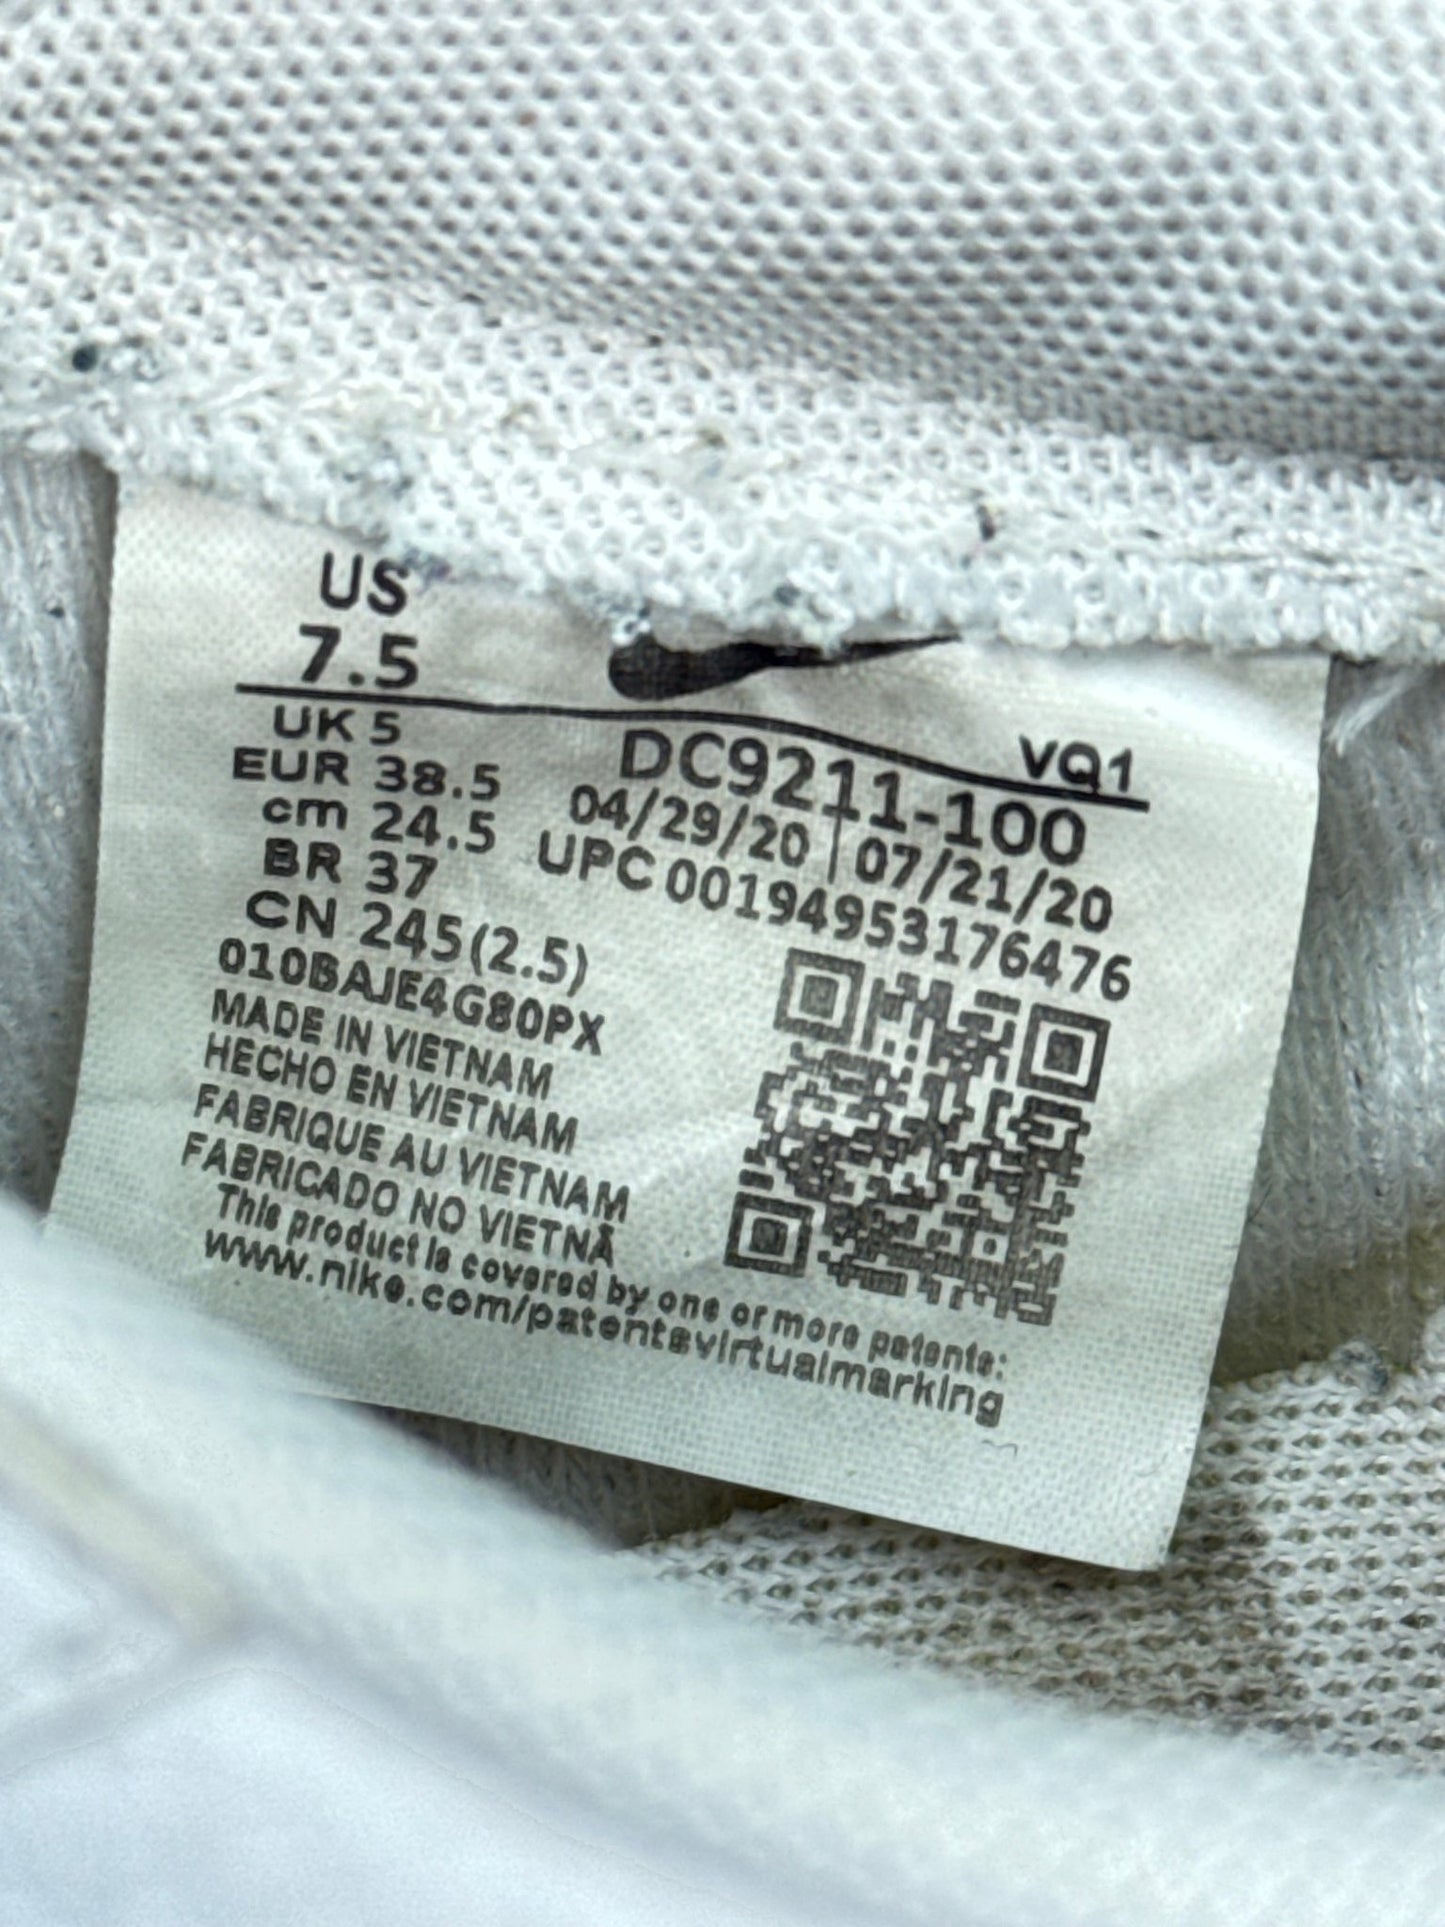 US
7.5
UK 5
EUR 38.5
cm 24.5
BR 37
CN 245(2.5)
VQ1
DC9211-100
04/29/20 | 07/21/20
UPC 00194953176476
010BAJE4G80PX
MADE IN VIETNAM
HECHO EN VIETNAM
FABRIQUE AU VIETNAM
FABRICADO NO VIETNÃ
This product is covered by one or more patents:
www.nike.com/patentsvirtualmarking